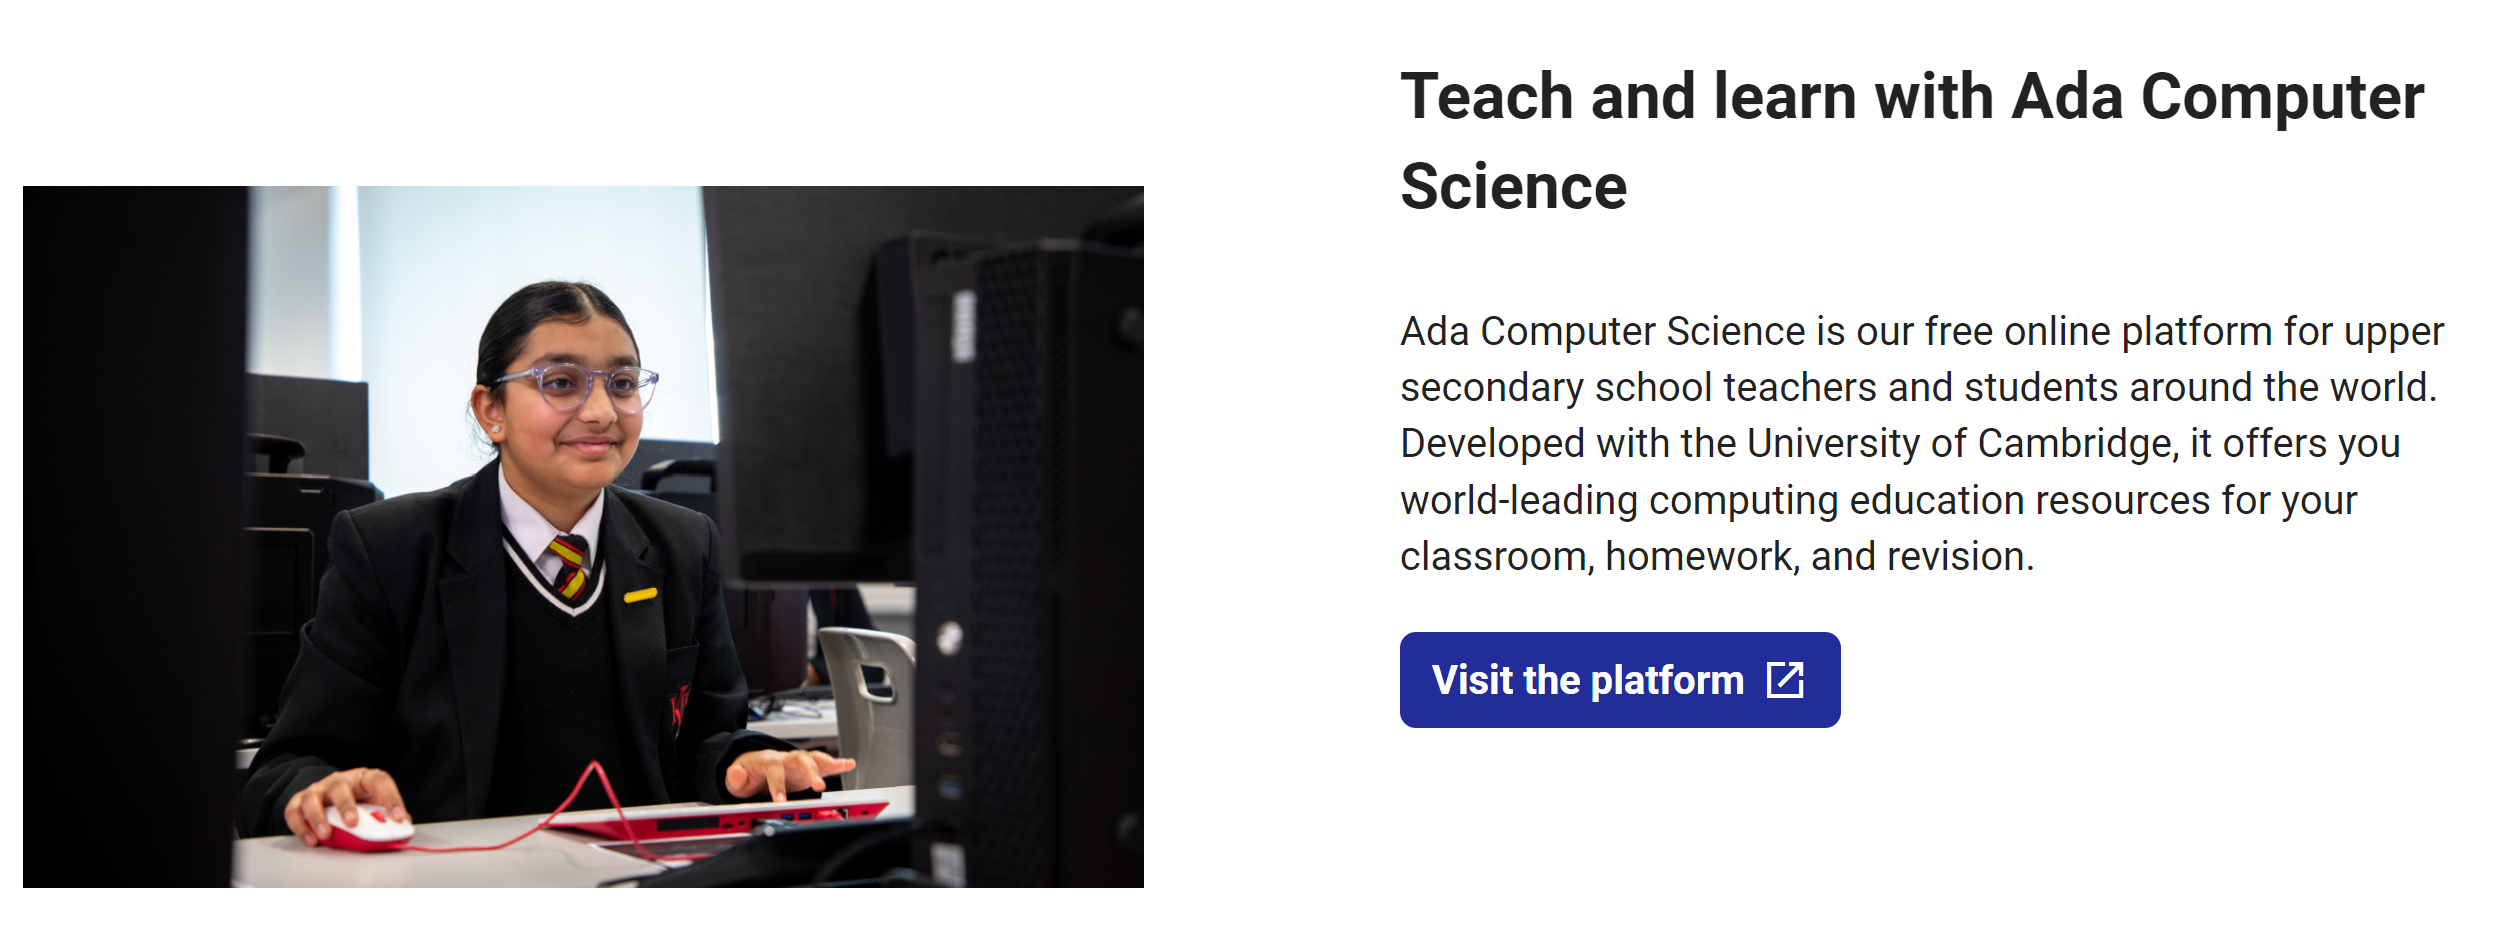 Teach and learn with Ada Computer
Science
Ada Computer Science is our free online platform for upper
secondary school teachers and students around the world.
Developed with the University of Cambridge, it offers you
world-leading computing education resources for your
classroom, homework, and revision.
Visit the platform